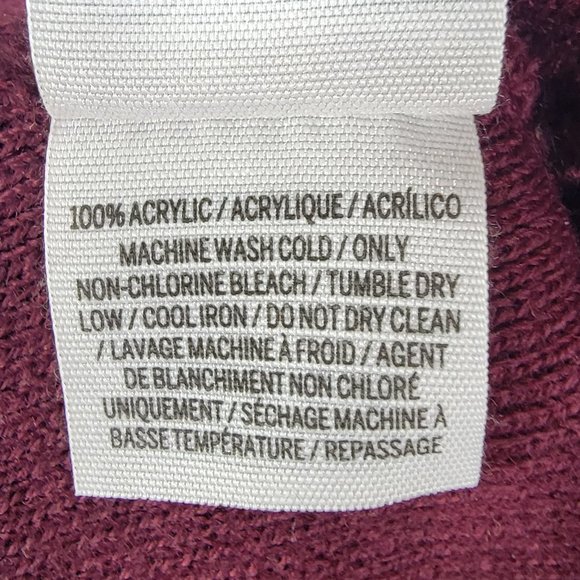 100% ACRYLIC / ACRYLIQUE / ACRÍLICO
MACHINE WASH COLD / ONLY
NON-CHLORINE BLEACH / TUMBLE DRY
LOW / COOL IRON / DO NOT DRY CLEAN
/ LAVAGE MACHINE À FROID / AGENT
DE BLANCHIMENT NON CHLORÉ
UNIQUEMENT / SÉCHAGE MACHINE À
BASSE TEMPÉRATURE / REPASSAGE